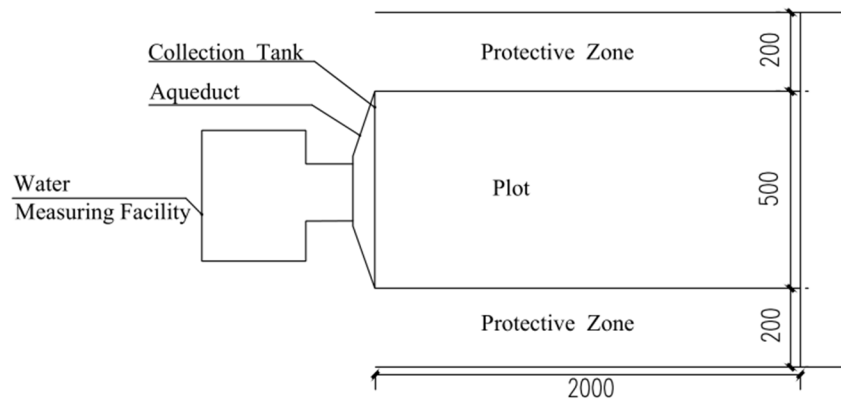 Collection Tank
Protective Zone
200
Aqueduct
Water
Measuring Facility
Plot
500
Protective Zone
200
2000